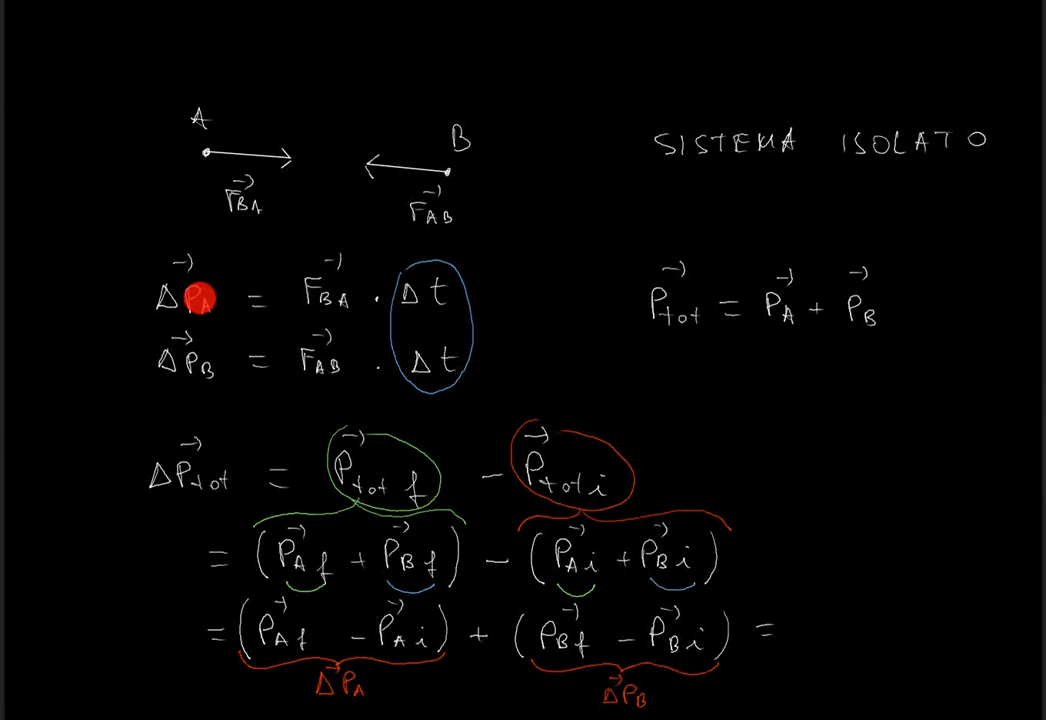 A
B
SISTEMA ISOLATO
F⃗BA
F⃗AB
ΔP⃗A = F⃗BA · Δt
P⃗tot = P⃗A + P⃗B
ΔP⃗B = F⃗AB · Δt
ΔP⃗tot = P⃗tot f - P⃗tot i
= (P⃗A f + P⃗B f) - (P⃗A i + P⃗B i)
= (P⃗A f - P⃗A i) + (P⃗B f - P⃗B i) =
ΔP⃗A
ΔP⃗B